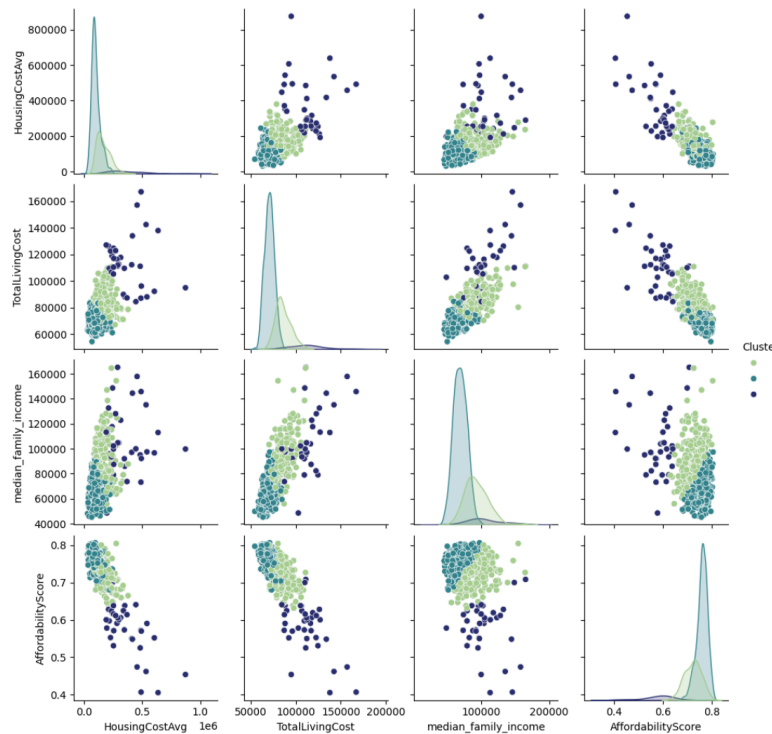 800000
600000
400000
200000
0
HousingCostAvg
160000
140000
120000
100000
80000
60000
TotalLivingCost
160000
140000
120000
100000
80000
60000
40000
median_family_income
0.8
0.7
0.6
0.5
0.4
AffordabilityScore
Cluste
0.0 0.5 1.0
1e6
HousingCostAvg
50000 100000 150000 200000
TotalLivingCost
100000 200000
median_family_income
0.4 0.6 0.8
AffordabilityScore